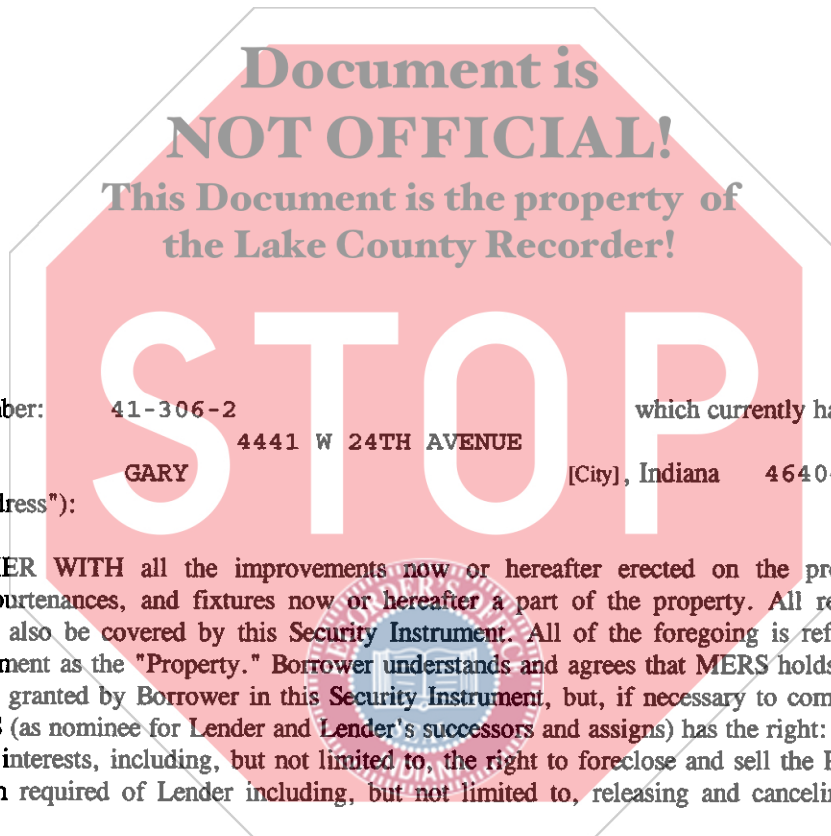 Document is
NOT OFFICIAL!
This Document is the property of
the Lake County Recorder!
STOP
ber: 41-306-2 which currently ha
4441 W 24TH AVENUE
GARY [City], Indiana 4640
dress"):
ER WITH all the improvements now or hereafter erected on the pr
ourtenances, and fixtures now or hereafter a part of the property. All re
also be covered by this Security Instrument. All of the foregoing is ref
ment as the "Property." Borrower understands and agrees that MERS holds
granted by Borrower in this Security Instrument, but, if necessary to com
S (as nominee for Lender and Lender's successors and assigns) has the right:
interests, including, but not limited to, the right to foreclose and sell the P
n required of Lender including, but not limited to, releasing and cancelin